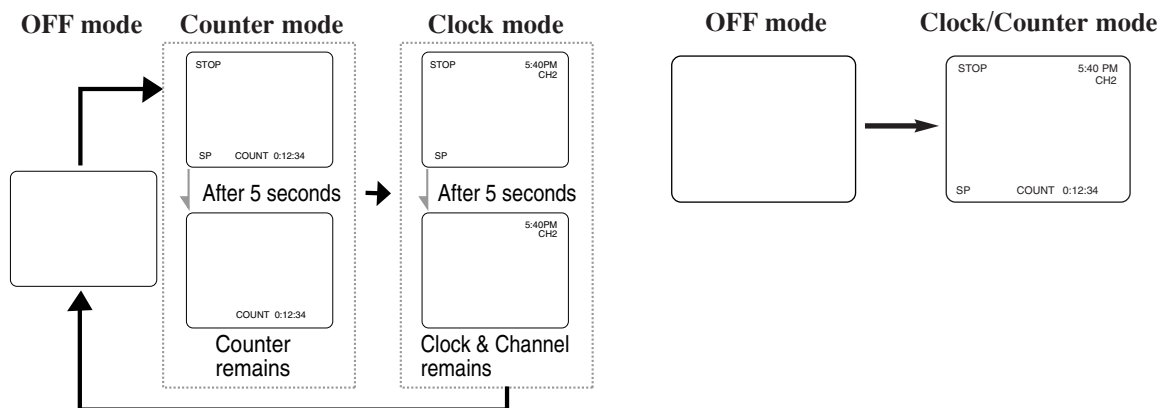 OFF mode
Counter mode
Clock mode
STOP
SP COUNT 0:12:34
After 5 seconds
COUNT 0:12:34
Counter
remains
STOP 5:40PM
CH2
SP
After 5 seconds
5:40PM
CH2
Clock & Channel
remains
OFF mode
Clock/Counter mode
STOP 5:40 PM
CH2
SP COUNT 0:12:34